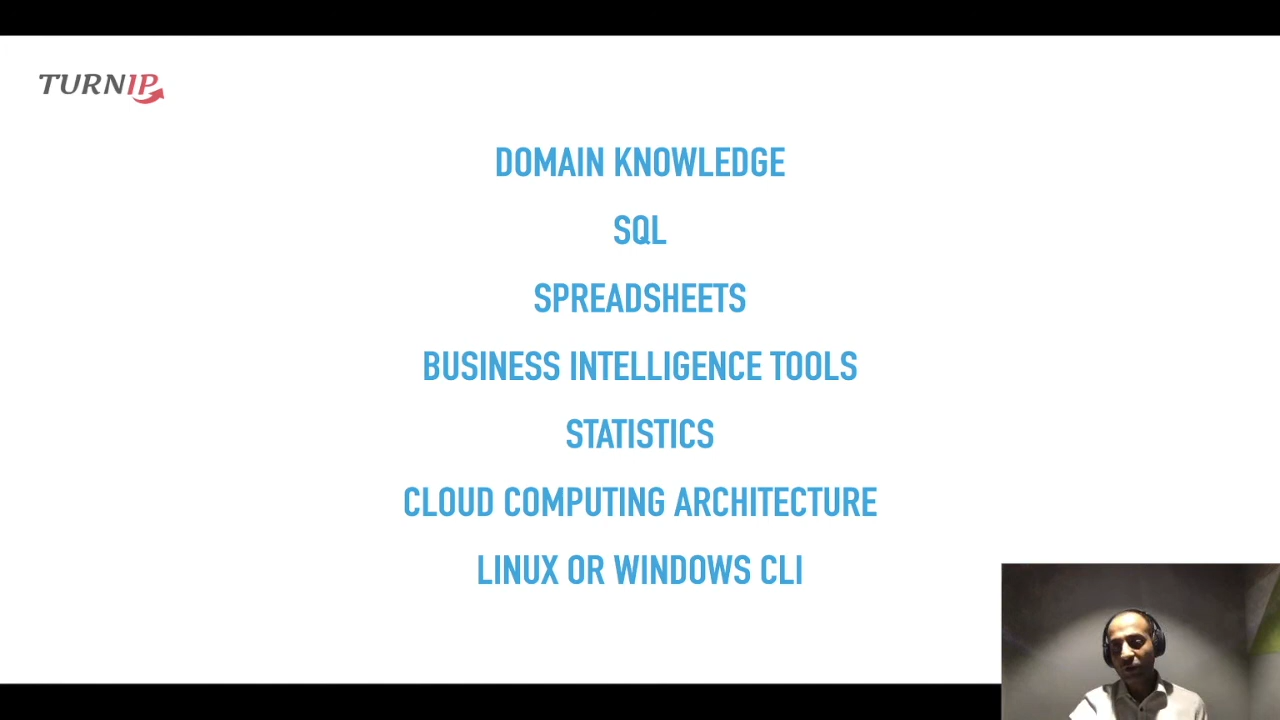 TURNIP
DOMAIN KNOWLEDGE
SQL
SPREADSHEETS
BUSINESS INTELLIGENCE TOOLS
STATISTICS
CLOUD COMPUTING ARCHITECTURE
LINUX OR WINDOWS CLI